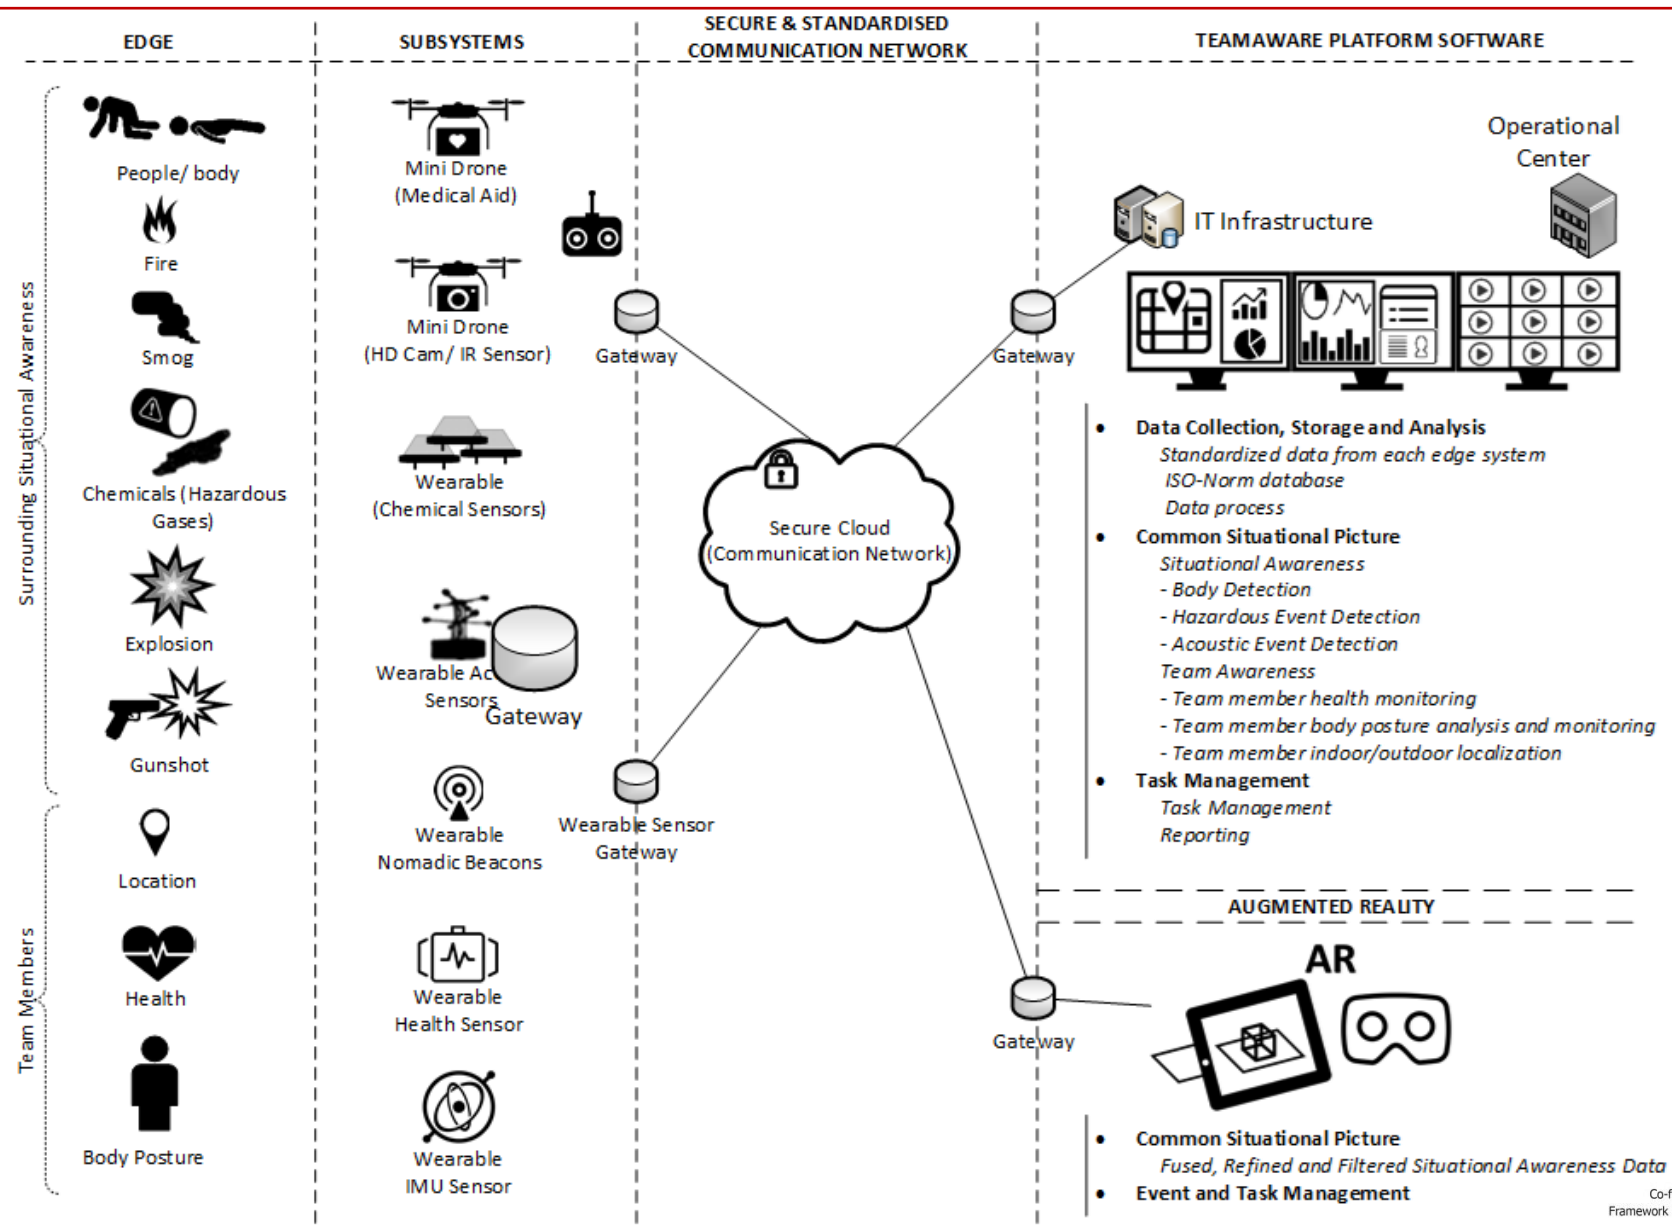 EDGE
SUBSYSTEMS
SECURE & STANDARDISED
COMMUNICATION NETWORK
TEAMAWARE PLATFORM SOFTWARE
Surrounding Situational Awareness
People/ body
Fire
Smog
Chemicals (Hazardous
Gases)
Explosion
Gunshot
Team Members
Location
Health
Body Posture
Mini Drone
(Medical Aid)
Mini Drone
(HD Cam/ IR Sensor)
Wearable
(Chemical Sensors)
Wearable Ac
Sensors
Gateway
Wearable
Nomadic Beacons
Wearable
Health Sensor
Wearable
IMU Sensor
Gateway
Wearable Sensor
Gateway
Secure Cloud
(Communication Network)
Gateway
Gateway
Operational
Center
IT Infrastructure
• Data Collection, Storage and Analysis
Standardized data from each edge system
ISO-Norm database
Data process
• Common Situational Picture
Situational Awareness
- Body Detection
- Hazardous Event Detection
- Acoustic Event Detection
Team Awareness
- Team member health monitoring
- Team member body posture analysis and monitoring
- Team member indoor/outdoor localization
• Task Management
Task Management
Reporting
AUGMENTED REALITY
AR
• Common Situational Picture
Fused, Refined and Filtered Situational Awareness Data
• Event and Task Management
Co-f
Framework